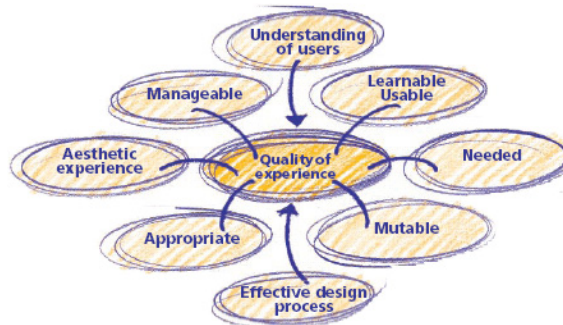 Understanding
of users
Manageable
Learnable
Usable
Aesthetic
experience
Quality of
experience
Needed
Appropriate
Mutable
Effective design
process